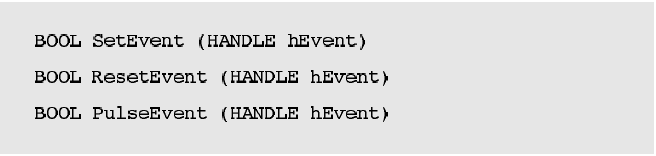 BOOL SetEvent (HANDLE hEvent)
BOOL ResetEvent (HANDLE hEvent)
BOOL PulseEvent (HANDLE hEvent)